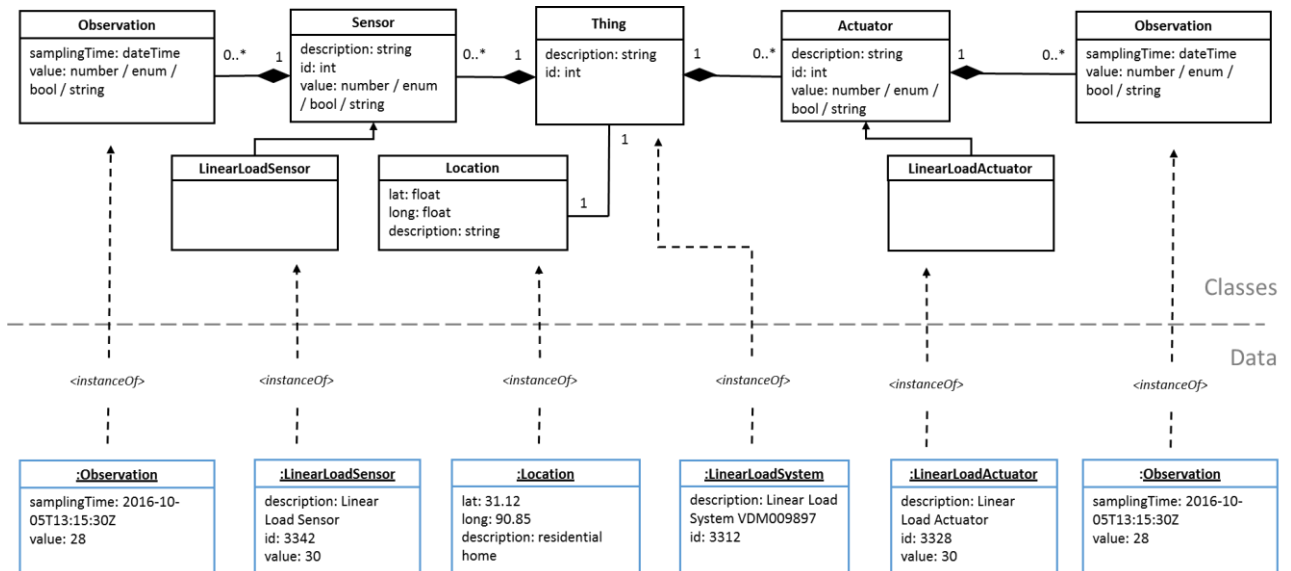 Observation
samplingTime: dateTime
value: number / enum /
bool / string
0..*
1
Sensor
description: string
id: int
value: number / enum
/ bool / string
0..*
1
Thing
description: string
id: int
1
0..*
Actuator
description: string
id: int
value: number / enum /
bool / string
1
0..*
Observation
samplingTime: dateTime
value: number / enum /
bool / string
LinearLoadSensor
Location
lat: float
long: float
description: string
1
1
LinearLoadActuator
Classes
Data
<instanceOf>
<instanceOf>
<instanceOf>
<instanceOf>
<instanceOf>
<instanceOf>
:Observation
samplingTime: 2016-10-
05T13:15:30Z
value: 28
:LinearLoadSensor
description: Linear
Load Sensor
id: 3342
value: 30
:Location
lat: 31.12
long: 90.85
description: residential
home
:LinearLoadSystem
description: Linear Load
System VDM009897
id: 3312
:LinearLoadActuator
description: Linear
Load Actuator
id: 3328
value: 30
:Observation
samplingTime: 2016-10-
05T13:15:30Z
value: 28